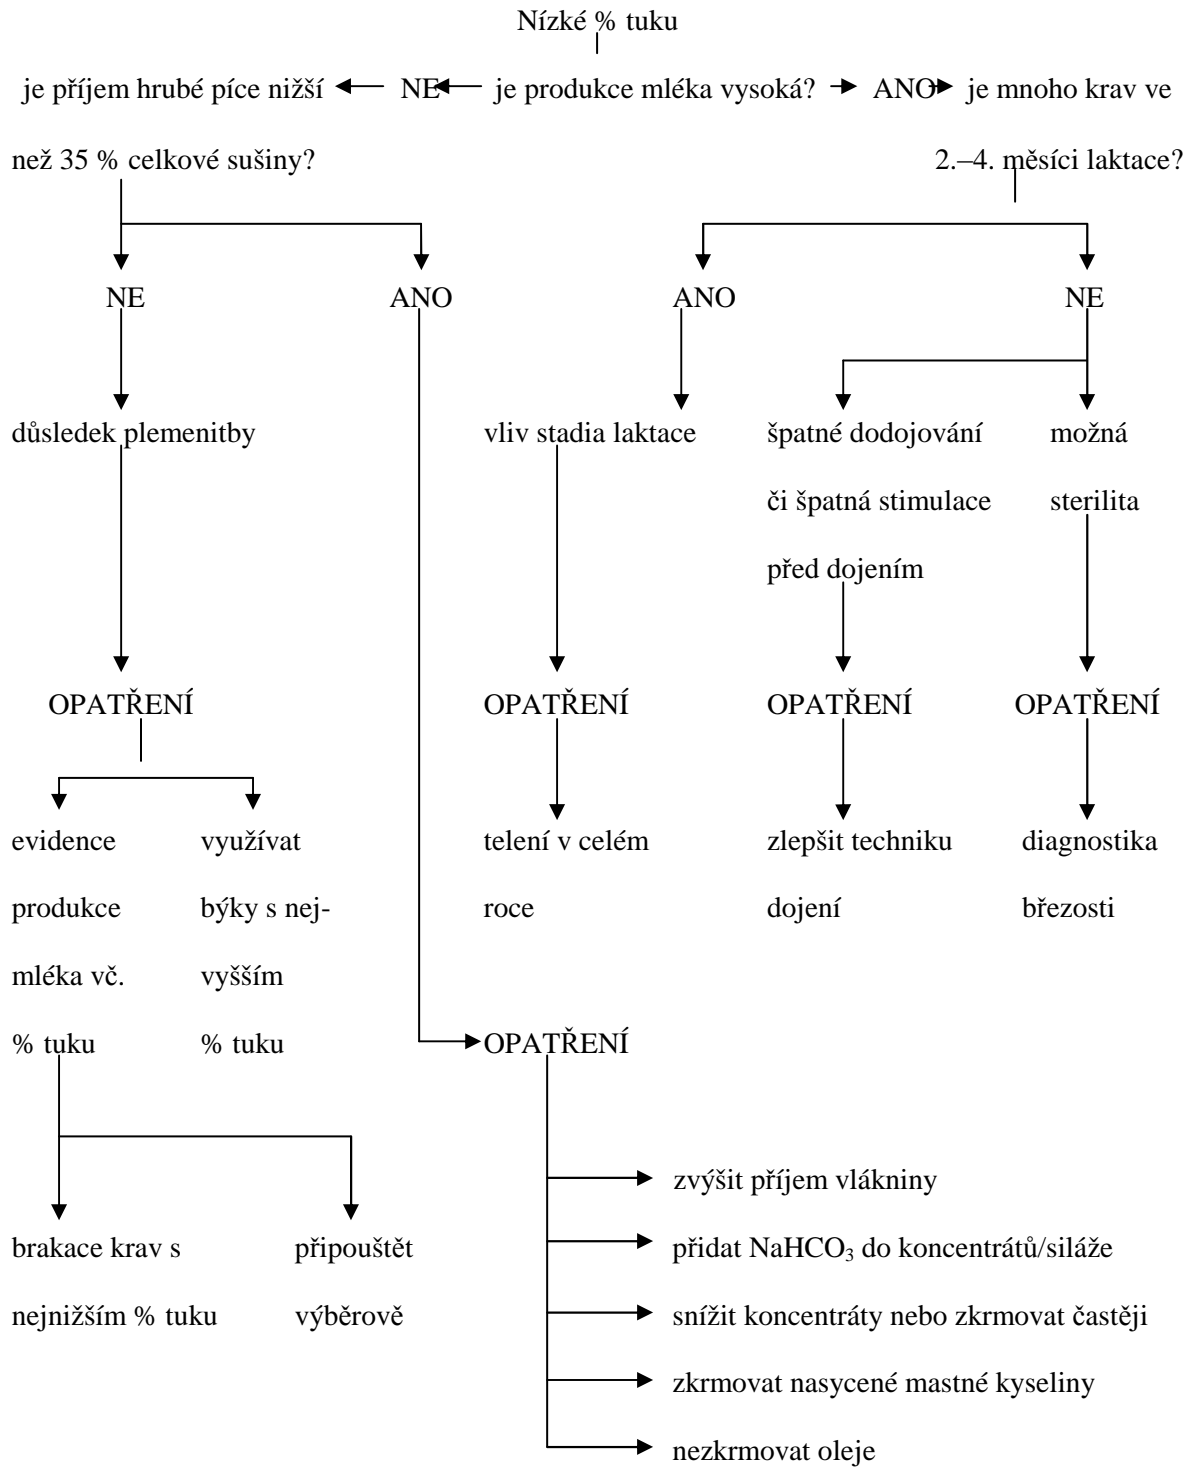 Nízké % tuku
je příjem hrubé píce nižší NE je produkce mléka vysoká? ANO je mnoho krav ve
než 35 % celkové sušiny? 2.–4. měsíci laktace?
NE ANO ANO NE
důsledek plemenitby vliv stadia laktace špatné dodojování možná
či špatná stimulace sterilita
před dojením
OPATŘENÍ OPATŘENÍ OPATŘENÍ OPATŘENÍ
evidence využívat telení v celém zlepšit techniku diagnostika
produkce býky s nej- roce dojení březosti
mléka vč. vyšším
% tuku % tuku OPATŘENÍ
zvýšit příjem vlákniny
brakace krav s připouštět přidat NaHCO₃ do koncentrátů/siláže
nejnižším % tuku výběrově snížit koncentráty nebo zkrmovat častěji
zkrmovat nasycené mastné kyseliny
nezkrmovat oleje